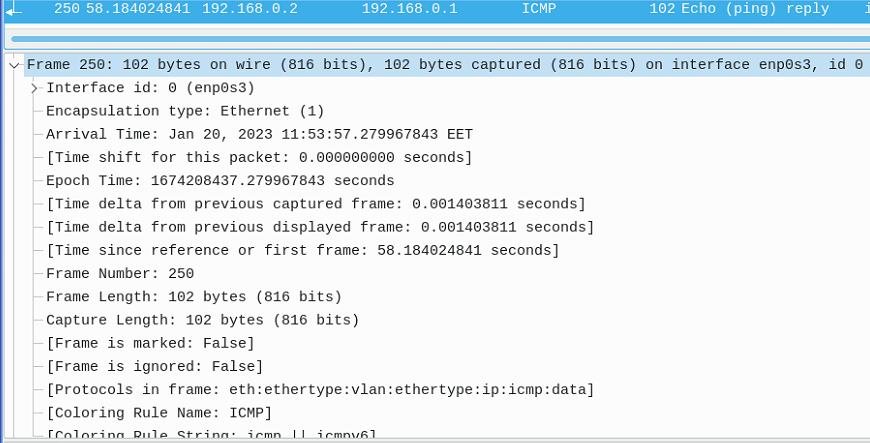 250 58.184024841 192.168.0.2 192.168.0.1 ICMP 102 Echo (ping) reply
Frame 250: 102 bytes on wire (816 bits), 102 bytes captured (816 bits) on interface enp0s3, id 0
Interface id: 0 (enp0s3)
Encapsulation type: Ethernet (1)
Arrival Time: Jan 20, 2023 11:53:57.279967843 EET
[Time shift for this packet: 0.000000000 seconds]
Epoch Time: 1674208437.279967843 seconds
[Time delta from previous captured frame: 0.001403811 seconds]
[Time delta from previous displayed frame: 0.001403811 seconds]
[Time since reference or first frame: 58.184024841 seconds]
Frame Number: 250
Frame Length: 102 bytes (816 bits)
Capture Length: 102 bytes (816 bits)
[Frame is marked: False]
[Frame is ignored: False]
[Protocols in frame: eth:ethertype:vlan:ethertype:ip:icmp:data]
[Coloring Rule Name: ICMP]
[Coloring Rule String: icmp || icmpv6]